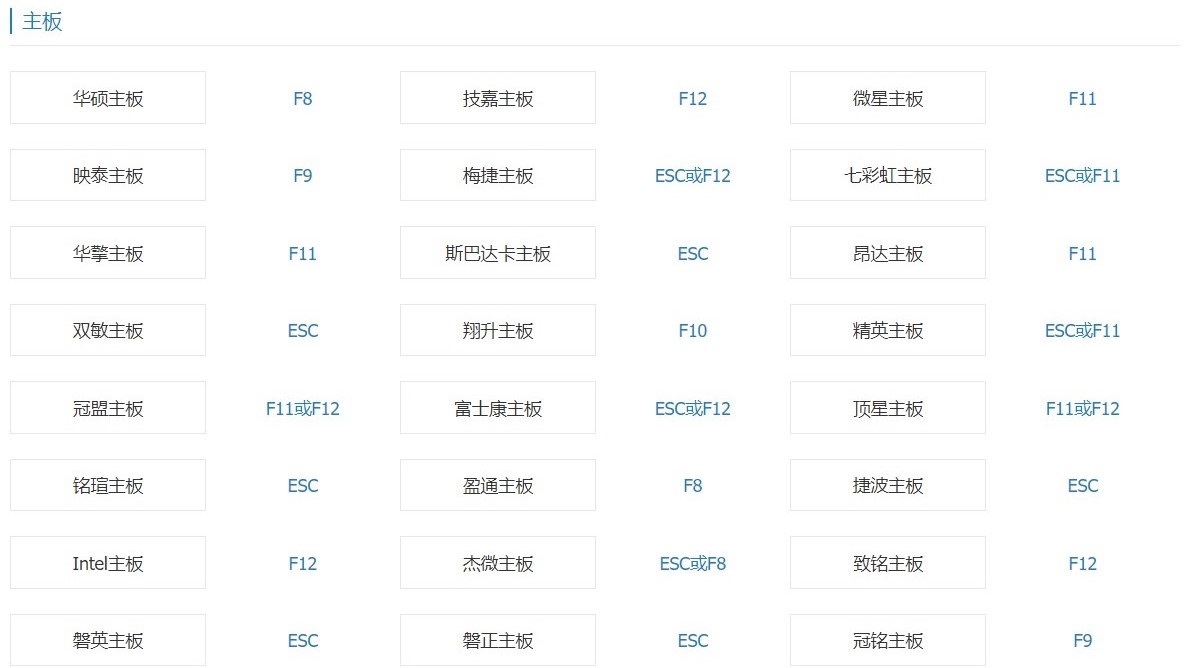 主板
华硕主板 F8 技嘉主板 F12 微星主板 F11
映泰主板 F9 梅捷主板 ESC或F12 七彩虹主板 ESC或F11
华擎主板 F11 斯巴达卡主板 ESC 昂达主板 F11
双敏主板 ESC 翔升主板 F10 精英主板 ESC或F11
冠盟主板 F11或F12 富士康主板 ESC或F12 顶星主板 F11或F12
铭瑄主板 ESC 盈通主板 F8 捷波主板 ESC
Intel主板 F12 杰微主板 ESC或F8 致铭主板 F12
磐英主板 ESC 磐正主板 ESC 冠铭主板 F9